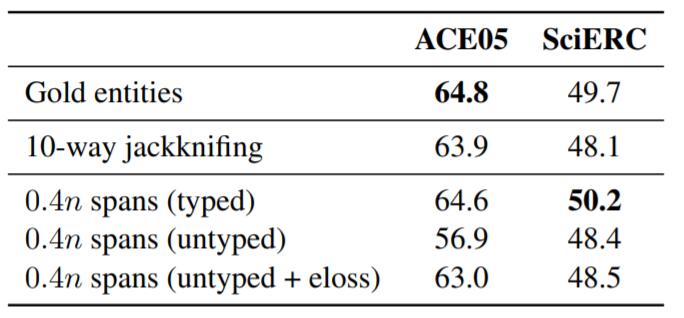 ACE05 SciERC
Gold entities 64.8 49.7
10-way jackknifing 63.9 48.1
0.4n spans (typed) 64.6 50.2
0.4n spans (untyped) 56.9 48.4
0.4n spans (untyped + eloss) 63.0 48.5